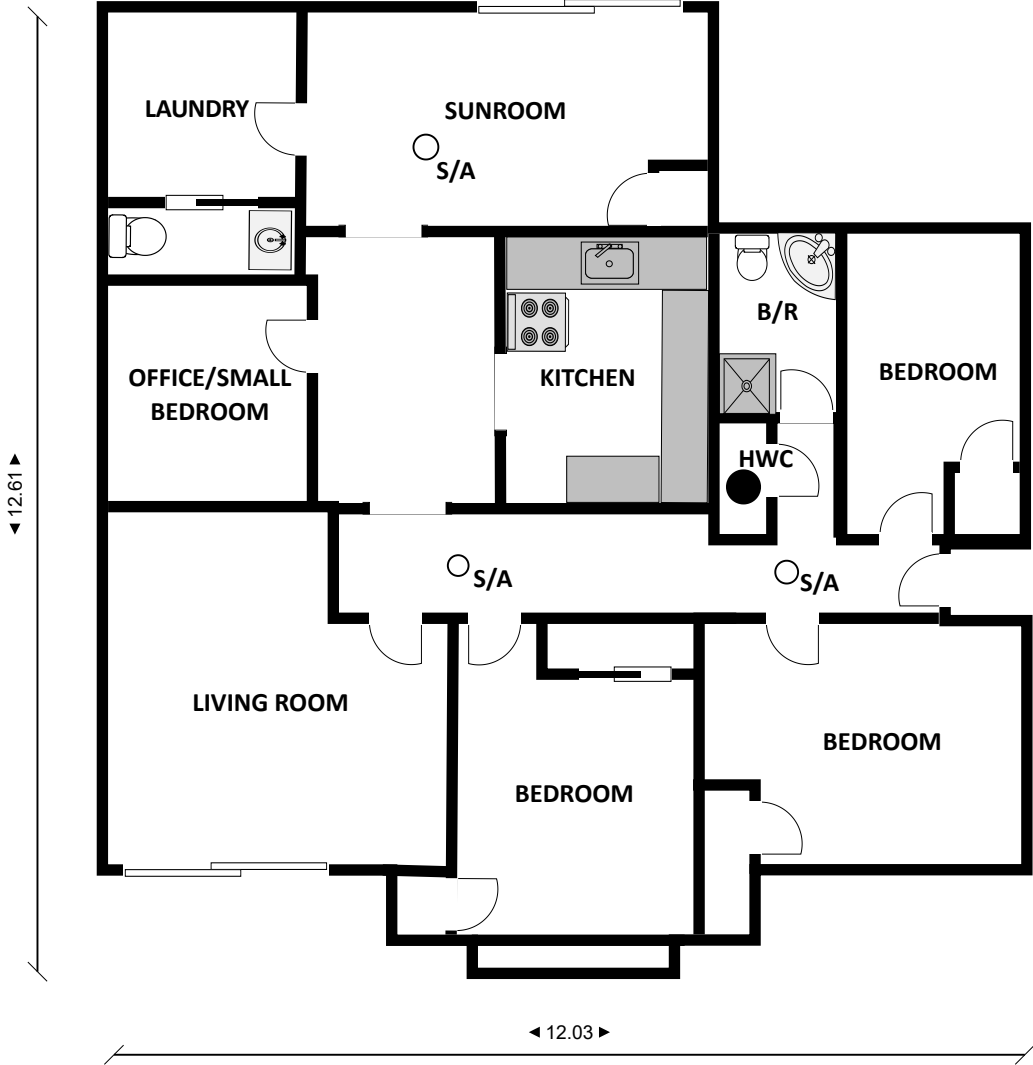 LAUNDRY
SUNROOM
S/A
B/R
OFFICE/SMALL
BEDROOM
KITCHEN
BEDROOM
HWC
◄ 12.61 ►
S/A
S/A
LIVING ROOM
BEDROOM
BEDROOM
◄ 12.03 ►